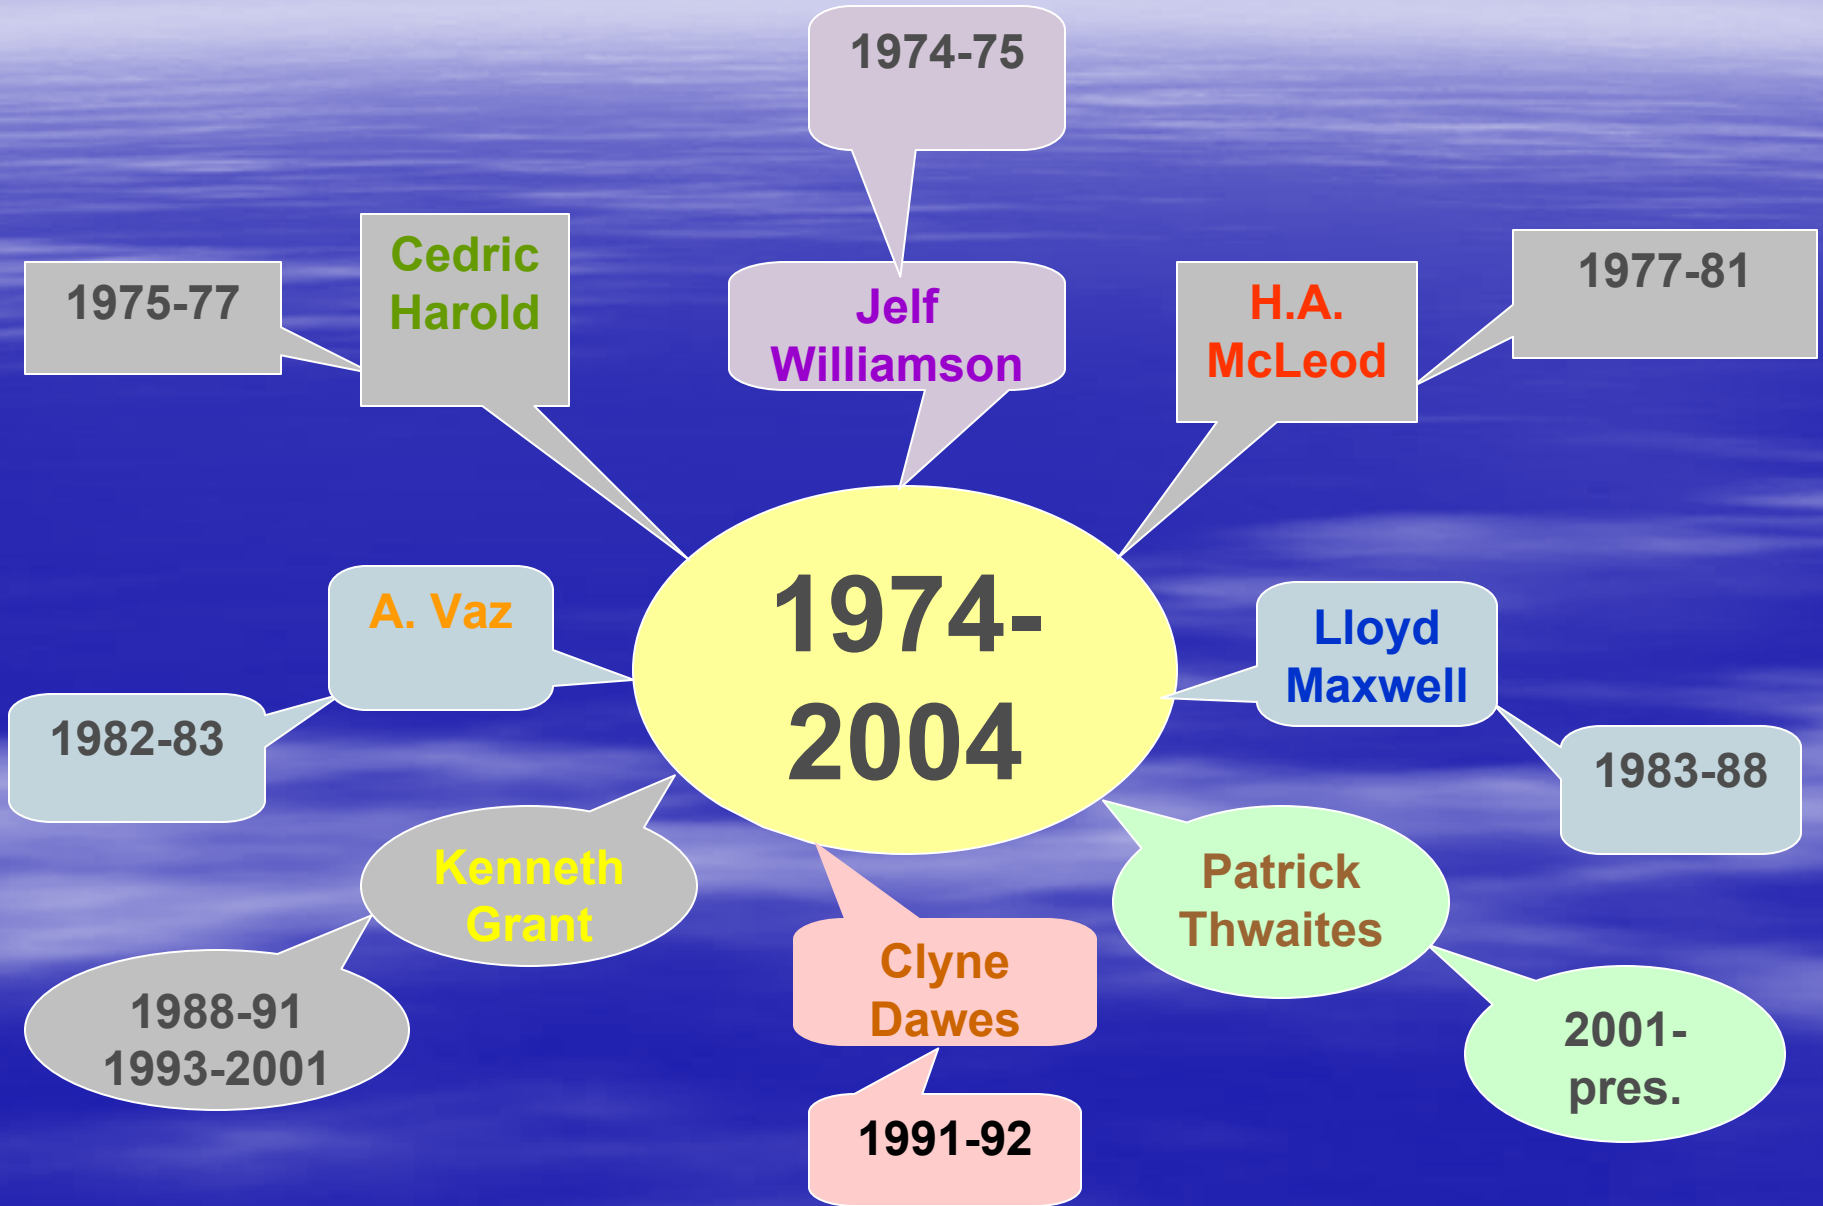 1974-75
Cedric
Harold
1975-77
Jelf
Williamson
H.A.
McLeod
1977-81
1974-
2004
A. Vaz
1982-83
Lloyd
Maxwell
1983-88
Kenneth
Grant
1988-91
1993-2001
Clyne
Dawes
1991-92
Patrick
Thwaites
2001-
pres.